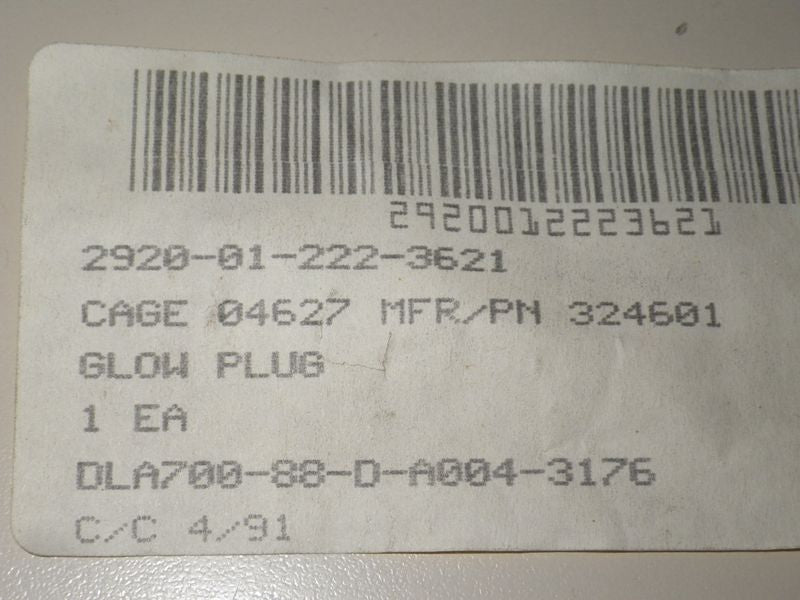 2920012223621
2920-01-222-3621
CAGE 04627 MFR/PN 324601
GLOW PLUG
1 EA
DLA700-88-D-A004-3176
C/C 4/91